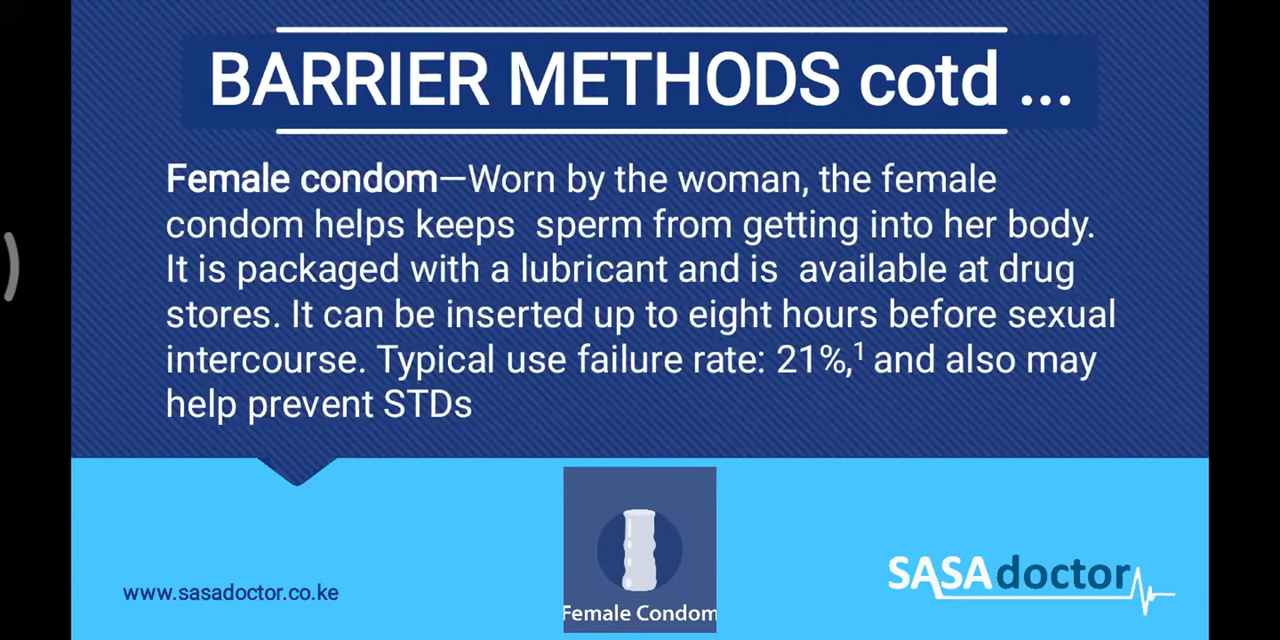 BARRIER METHODS cotd ...
Female condom—Worn by the woman, the female
condom helps keeps sperm from getting into her body.
It is packaged with a lubricant and is available at drug
stores. It can be inserted up to eight hours before sexual
intercourse. Typical use failure rate: 21%,¹ and also may
help prevent STDs
Female Condom
www.sasadoctor.co.ke
SASAdoctor